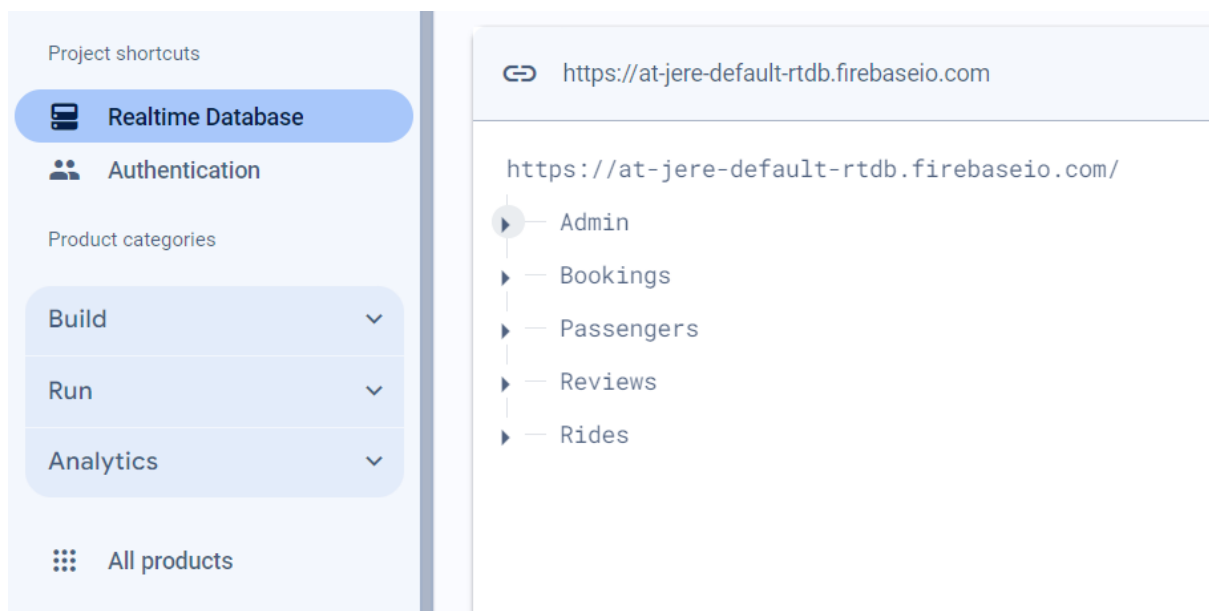 Project shortcuts
Realtime Database
Authentication
Product categories
Build
Run
Analytics
All products
https://at-jere-default-rtdb.firebaseio.com
https://at-jere-default-rtdb.firebaseio.com/
Admin
Bookings
Passengers
Reviews
Rides